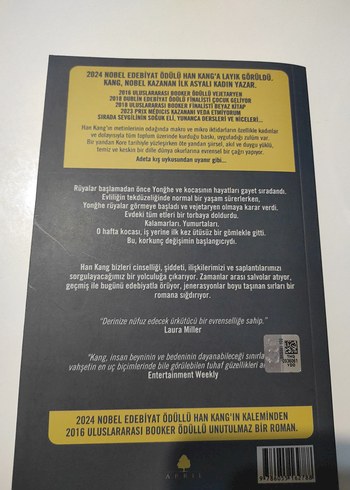 2024 NOBEL EDEBİYAT ÖDÜLÜ HAN KANG'A LAYIK GÖRÜLDÜ.
KANG, NOBEL KAZANAN İLK ASYALI KADIN YAZAR.
2016 ULUSLARARASI BOOKER ÖDÜLLÜ VEJETARYEN
2018 DUBLIN EDEBİYAT ÖDÜLÜ FİNALİSTİ ÇOCUK GELİYOR
2018 ULUSLARARASI BOOKER FİNALİSTİ BEYAZ KİTAP
2023 PRIX MÉDICIS KAZANANI VEDA ETMİYORUM
SIRADA SEVGİLİNİN SOĞUK ELİ, YUNANCA DERSLERİ VE NİCELERİ...
Han Kang'ın metinlerinin odağında makro ve mikro iktidarların özellikle kadınlar
ve dolayısıyla tüm toplum üzerinde kurduğu baskı, uyguladığı zulüm var.
Bir yandan Kore tarihiyle yüzleşirken öte yandan şiirsel, akıl ve duygu yüklü,
temiz ve keskin bir dille dünya okurlarına evrensel bir çağrı yapıyor.
Adeta kış uykusundan uyanır gibi...
Rüyalar başlamadan önce Yonğhe ve kocasının hayatları gayet sıradandı.
Evliliğin tekdüzeliğinde normal bir yaşam sürerlerken,
Yonğhe rüyalar görmeye başladı ve vejetaryen olmaya karar verdi.
Evdeki tüm etleri bir torbaya doldurdu.
Kalamarları. Yumurtaları.
O hafta kocası, iş yerine ilk kez ütüsüz bir gömlekle gitti.
Bu, korkunç değişimin başlangıcıydı.
Han Kang bizleri cinselliği, şiddeti, ilişkilerimizi ve saplantılarımızı
sorgulayacağımız bir yolculuğa çıkarıyor. Zamanlar arası salvolar atıyor,
geçmiş ile bugünü edebiyatla örüyor, jenerasyonlar boyu taşınan sırları bir
romana sığdırıyor.
"Derinize nüfuz edecek ürkütücü bir evrenselliğe sahip."
Laura Miller
"Kang, insan beyninin ve bedeninin dayanabileceği sınırla
vahşetin en uç biçimlerinde bile görülebilen tuhaf güzellikleri a
Entertainment Weekly
2024 NOBEL EDEBİYAT ÖDÜLLÜ HAN KANG'IN KALEMİNDEN
2016 ULUSLARARASI BOOKER ÖDÜLLÜ UNUTULMAZ BİR ROMAN.
APRIL